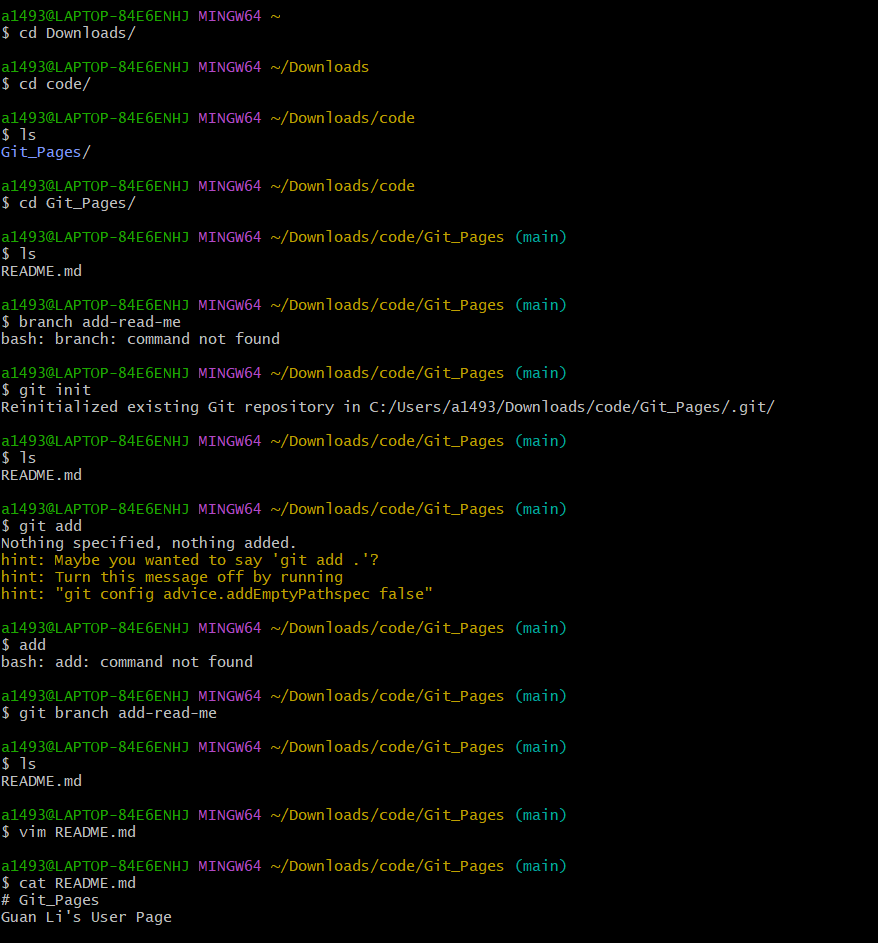 a1493@LAPTOP-84E6ENHJ MINGW64 ~
$ cd Downloads/
a1493@LAPTOP-84E6ENHJ MINGW64 ~/Downloads
$ cd code/
a1493@LAPTOP-84E6ENHJ MINGW64 ~/Downloads/code
$ ls
Git_Pages/
a1493@LAPTOP-84E6ENHJ MINGW64 ~/Downloads/code
$ cd Git_Pages/
a1493@LAPTOP-84E6ENHJ MINGW64 ~/Downloads/code/Git_Pages (main)
$ ls
README.md
a1493@LAPTOP-84E6ENHJ MINGW64 ~/Downloads/code/Git_Pages (main)
$ branch add-read-me
bash: branch: command not found
a1493@LAPTOP-84E6ENHJ MINGW64 ~/Downloads/code/Git_Pages (main)
$ git init
Reinitialized existing Git repository in C:/Users/a1493/Downloads/code/Git_Pages/.git/
a1493@LAPTOP-84E6ENHJ MINGW64 ~/Downloads/code/Git_Pages (main)
$ ls
README.md
a1493@LAPTOP-84E6ENHJ MINGW64 ~/Downloads/code/Git_Pages (main)
$ git add
Nothing specified, nothing added.
hint: Maybe you wanted to say 'git add .'?
hint: Turn this message off by running
hint: "git config advice.addEmptyPathspec false"
a1493@LAPTOP-84E6ENHJ MINGW64 ~/Downloads/code/Git_Pages (main)
$ add
bash: add: command not found
a1493@LAPTOP-84E6ENHJ MINGW64 ~/Downloads/code/Git_Pages (main)
$ git branch add-read-me
a1493@LAPTOP-84E6ENHJ MINGW64 ~/Downloads/code/Git_Pages (main)
$ ls
README.md
a1493@LAPTOP-84E6ENHJ MINGW64 ~/Downloads/code/Git_Pages (main)
$ vim README.md
a1493@LAPTOP-84E6ENHJ MINGW64 ~/Downloads/code/Git_Pages (main)
$ cat README.md
# Git_Pages
Guan Li's User Page